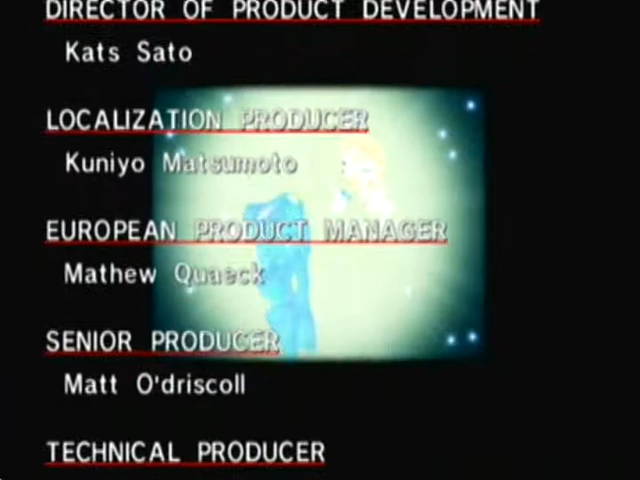 DIRECTOR OF PRODUCT DEVELOPMENT
Kats Sato
LOCALIZATION PRODUCER
Kuniyo Matsumoto
EUROPEAN PRODUCT MANAGER
Mathew Quaeck
SENIOR PRODUCER
Matt O'driscoll
TECHNICAL PRODUCER